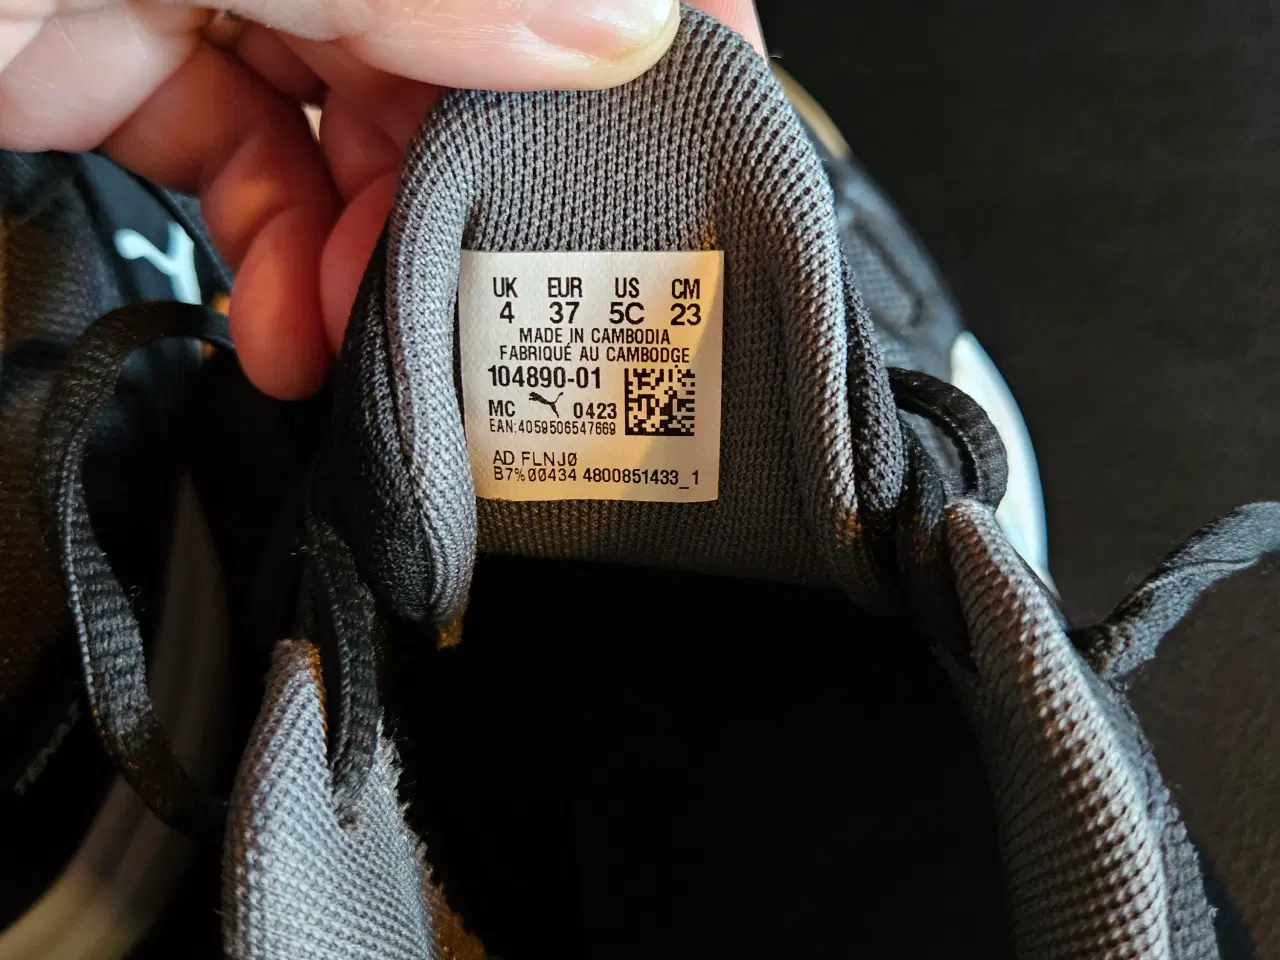 UK EUR US CM
4 37 5C 23
MADE IN CAMBODIA
FABRIQUÉ AU CAMBODGE
104890-01
MC 0423
EAN:4059506547669
AD FLNJ0
B7%00434 4800851433_1